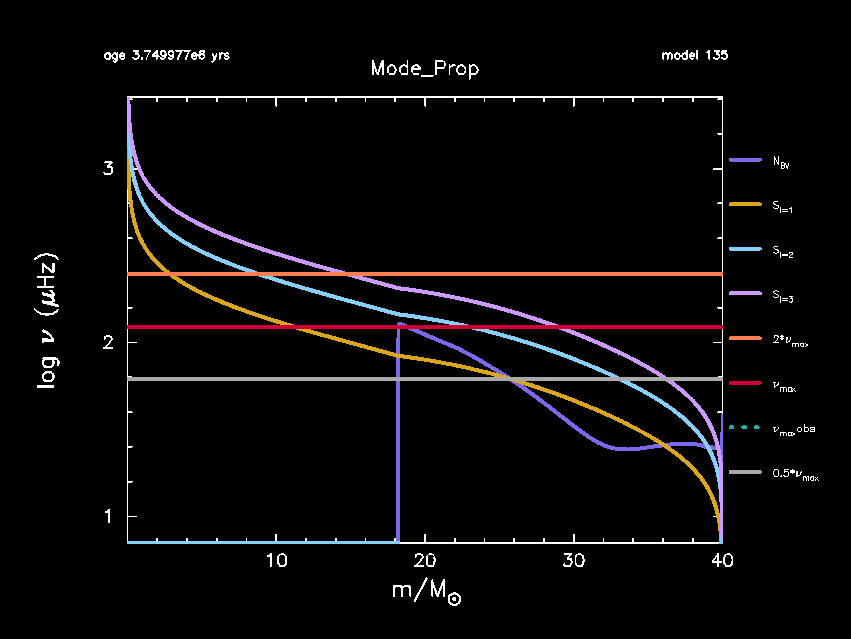 age 3.749977e6 yrs
model 135
Mode_Prop
log ν (μHz)
3
2
1
10
20
30
40
m/M☉
N_BV
S_l=1
S_l=2
S_l=3
2*ν_max
ν_max
ν_max obs
0.5*ν_max